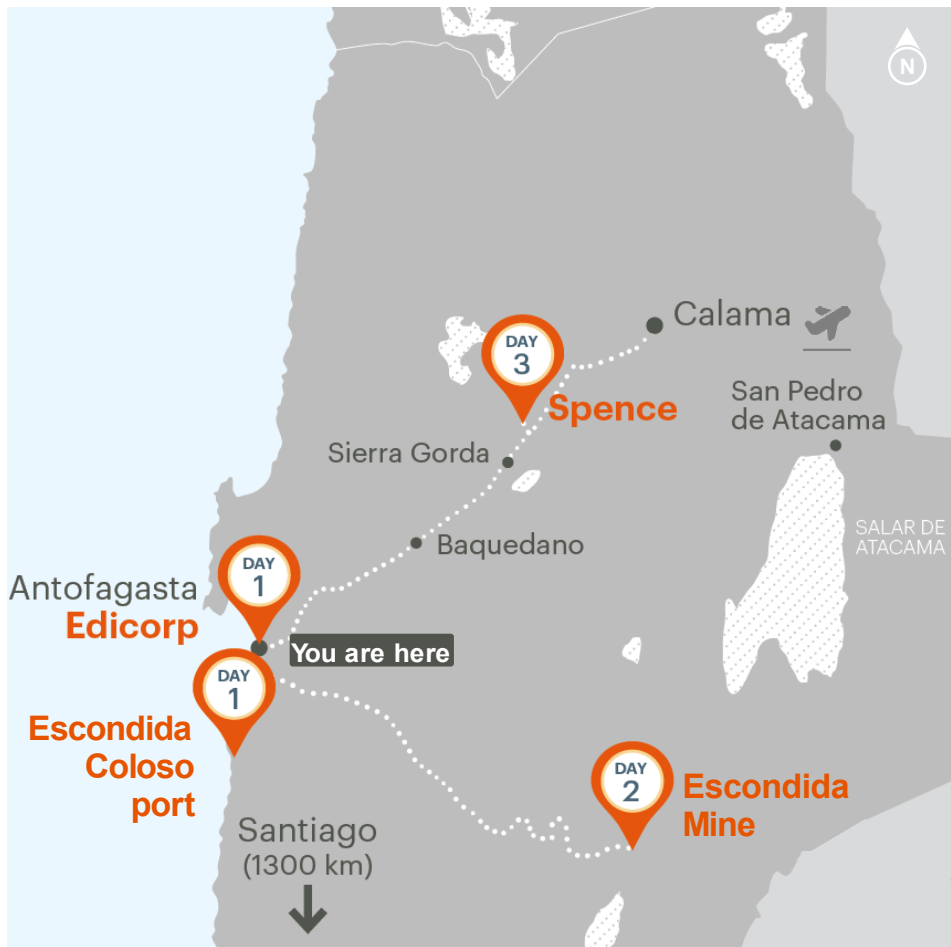 N
Calama
DAY
3
Spence
San Pedro
de Atacama
Sierra Gorda
SALAR DE
ATACAMA
Baquedano
DAY
1
Antofagasta
Edicorp
You are here
DAY
1
Escondida
Coloso
port
DAY
2
Escondida
Mine
Santiago
(1300 km)